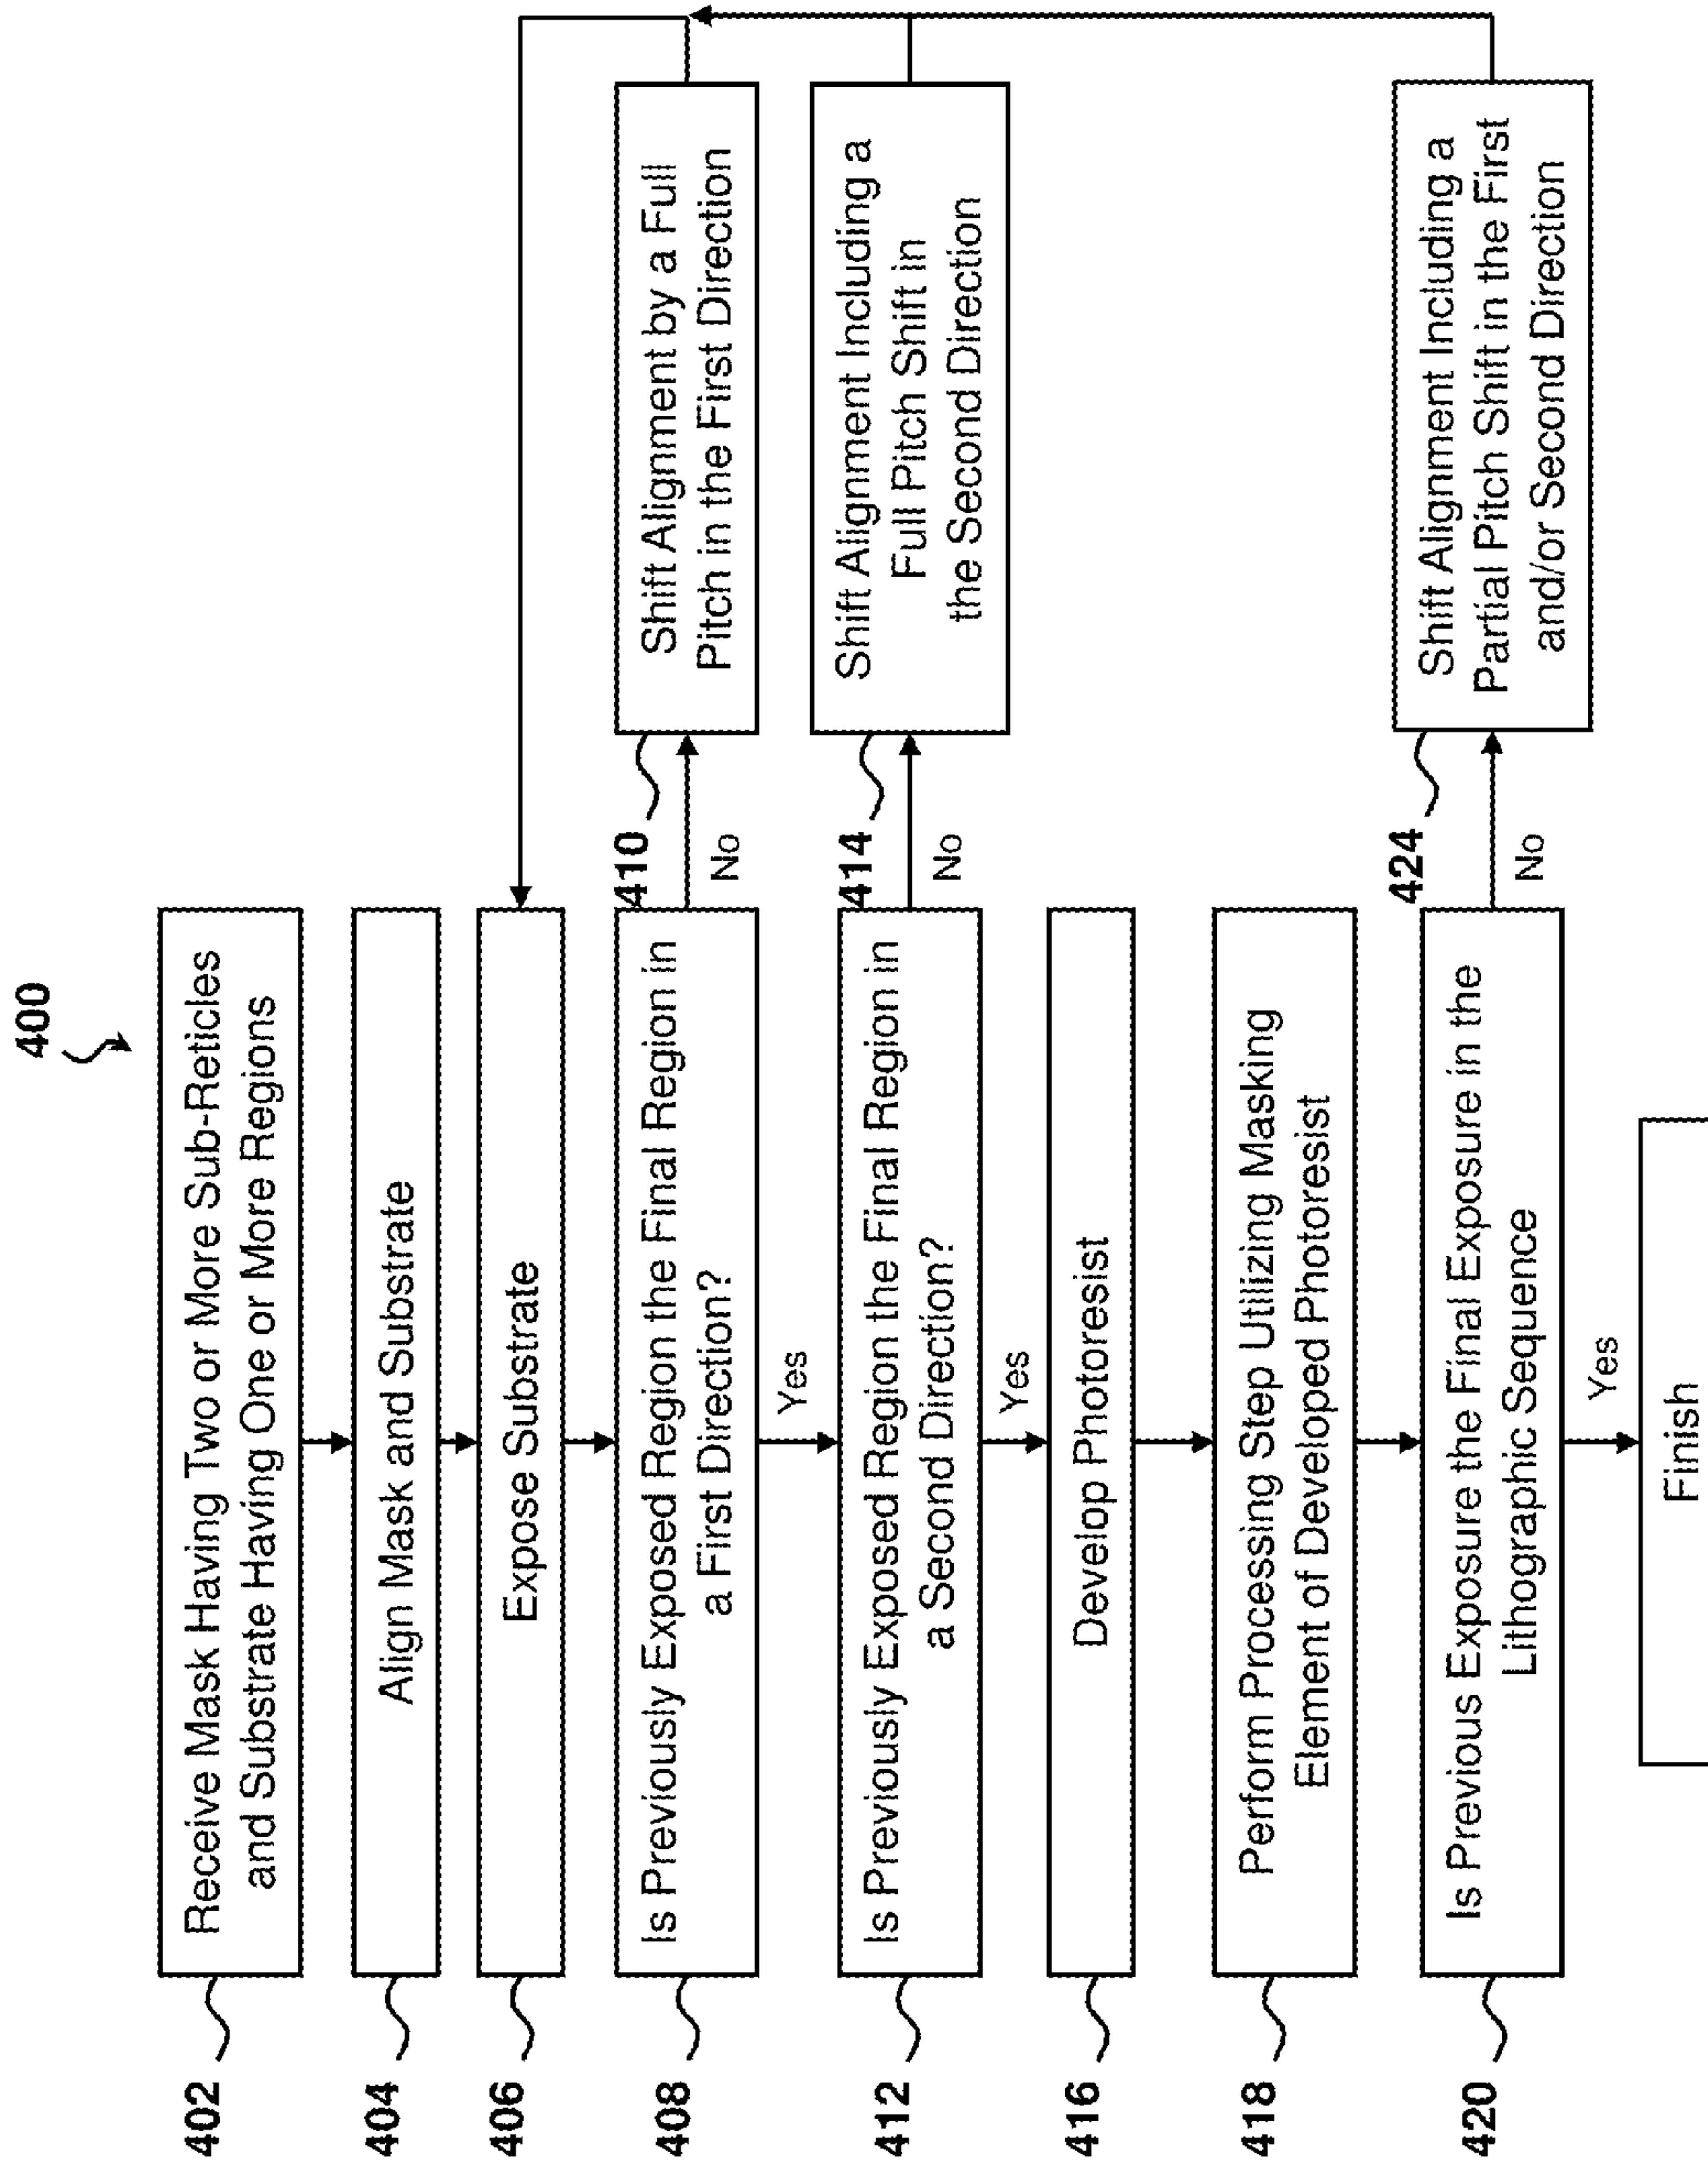 400
402
Receive Mask Having Two or More Sub-Reticles
and Substrate Having One or More Regions
404
Align Mask and Substrate
406
Expose Substrate
408
Is Previously Exposed Region the Final Region in
a First Direction?
No
410
Shift Alignment by a Full
Pitch in the First Direction
Yes
412
Is Previously Exposed Region the Final Region in
a Second Direction?
No
414
Shift Alignment Including a
Full Pitch Shift in
the Second Direction
Yes
416
Develop Photoresist
418
Perform Processing Step Utilizing Masking
Element of Developed Photoresist
420
Is Previous Exposure the Final Exposure in the
Lithographic Sequence
No
424
Shift Alignment Including a
Partial Pitch Shift in the First
and/or Second Direction
Yes
Finish